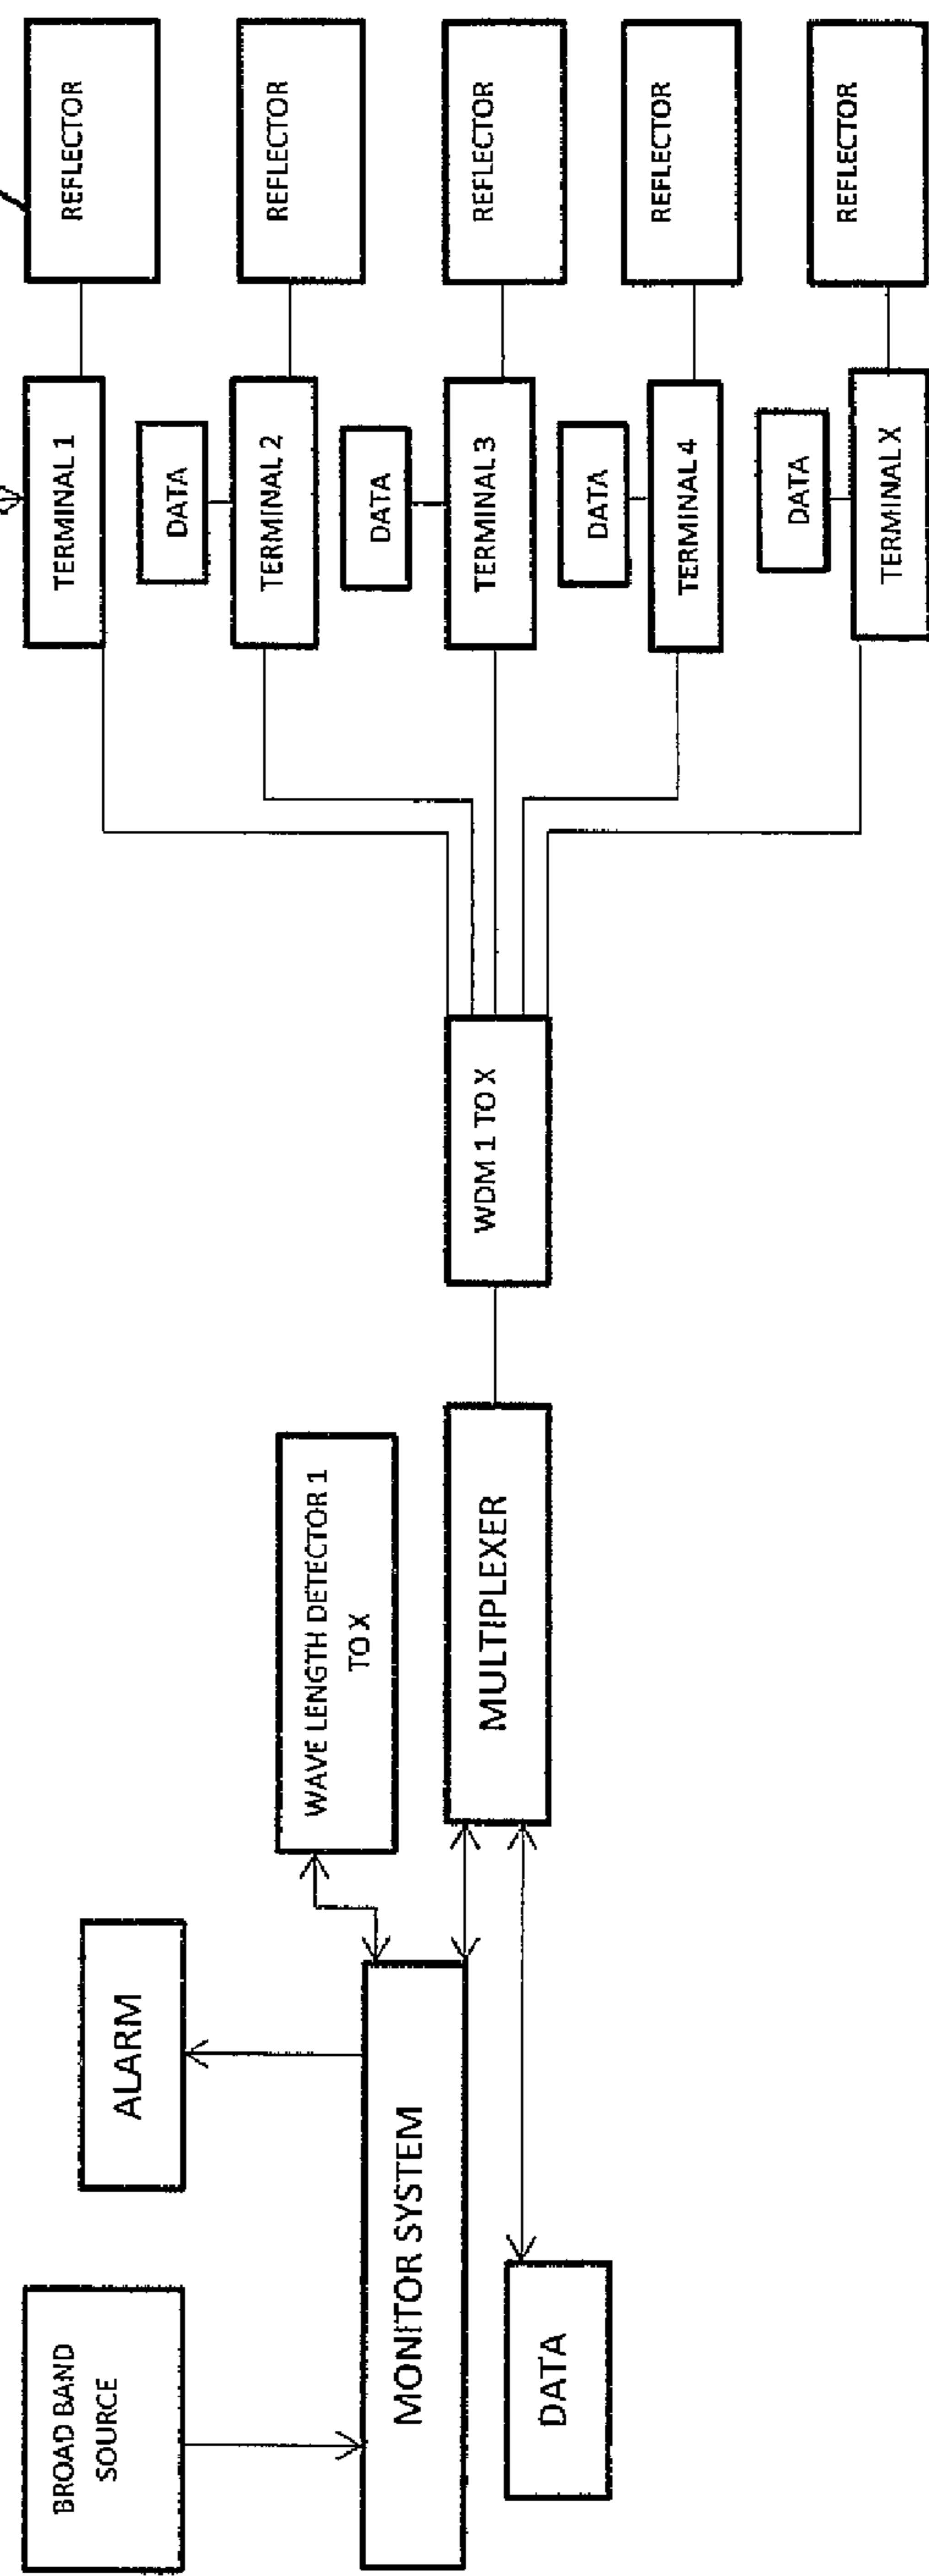 BROAD BAND
SOURCE
ALARM
MONITOR SYSTEM
DATA
WAVE LENGTH DETECTOR 1
TO X
MULTIPLEXER
WDM 1 TO X
TERMINAL 1
REFLECTOR
DATA
TERMINAL 2
REFLECTOR
DATA
TERMINAL 3
REFLECTOR
DATA
TERMINAL 4
REFLECTOR
DATA
TERMINAL X
REFLECTOR